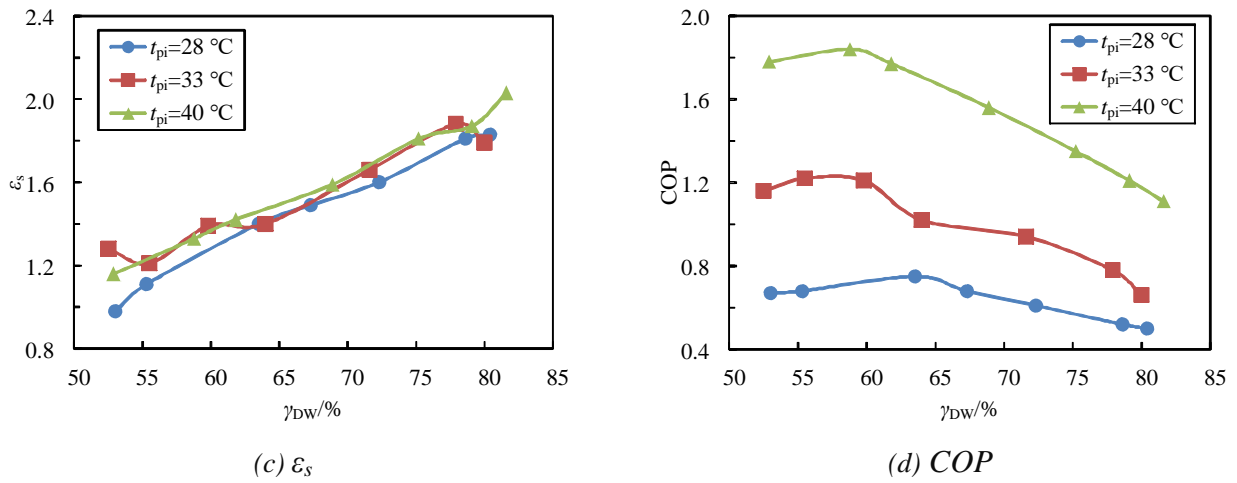 2.4
2.0
1.6
1.2
0.8
εs
tpi=28 °C
tpi=33 °C
tpi=40 °C
50 55 60 65 70 75 80 85
γDW/%
(c) εs
2.0
1.6
1.2
0.8
0.4
COP
tpi=28 °C
tpi=33 °C
tpi=40 °C
50 55 60 65 70 75 80 85
γDW/%
(d) COP